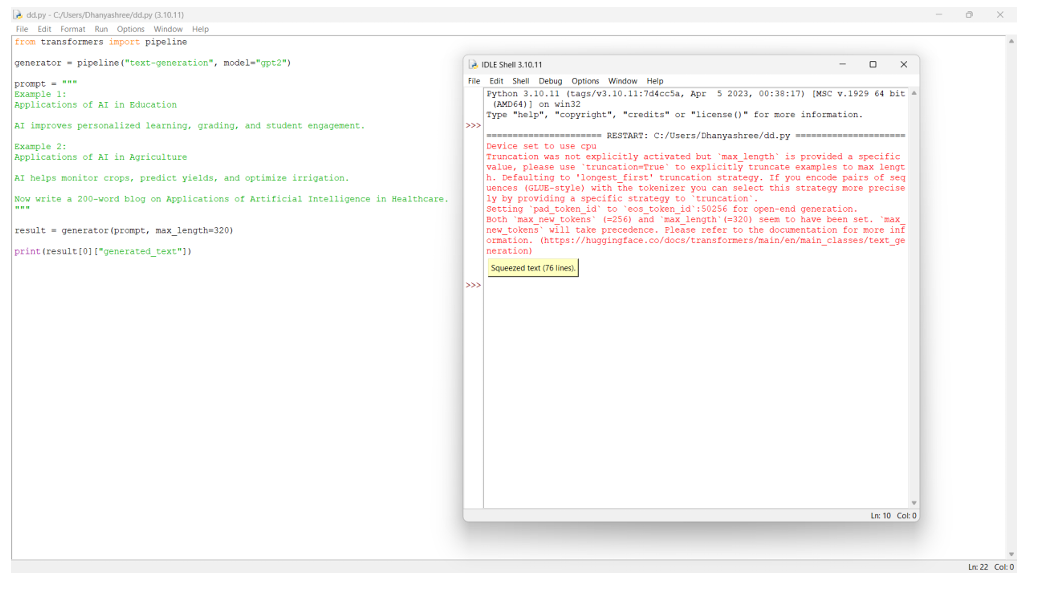 dd.py - C:/Users/Dhanyashree/dd.py (3.10.11)
File Edit Format Run Options Window Help
from transformers import pipeline
generator = pipeline("text-generation", model="gpt2")
prompt = """
Example 1:
Applications of AI in Education
AI improves personalized learning, grading, and student engagement.
Example 2:
Applications of AI in Agriculture
AI helps monitor crops, predict yields, and optimize irrigation.
Now write a 200-word blog on Applications of Artificial Intelligence in Healthcare.
"""
result = generator(prompt, max_length=320)
print(result[0]["generated_text"])
Ln: 22 Col: 0
IDLE Shell 3.10.11
File Edit Shell Debug Options Window Help
Python 3.10.11 (tags/v3.10.11:7d4cc5a, Apr 5 2023, 00:38:17) [MSC v.1929 64 bit
(AMD64)] on win32
Type "help", "copyright", "credits" or "license()" for more information.
>>>
====================== RESTART: C:/Users/Dhanyashree/dd.py =====================
Device set to use cpu
Truncation was not explicitly activated but `max_length` is provided a specific
value, please use `truncation=True` to explicitly truncate examples to max lengt
h. Defaulting to 'longest_first' truncation strategy. If you encode pairs of seq
uences (GLUE-style) with the tokenizer you can select this strategy more precise
ly by providing a specific strategy to `truncation`.
Setting `pad_token_id` to `eos_token_id`:50256 for open-end generation.
Both `max_new_tokens` (=256) and `max_length`(=320) seem to have been set. `max_
new_tokens` will take precedence. Please refer to the documentation for more inf
ormation. (https://huggingface.co/docs/transformers/main/en/main_classes/text_ge
neration)
Squeezed text (76 lines).
>>>
Ln: 10 Col: 0